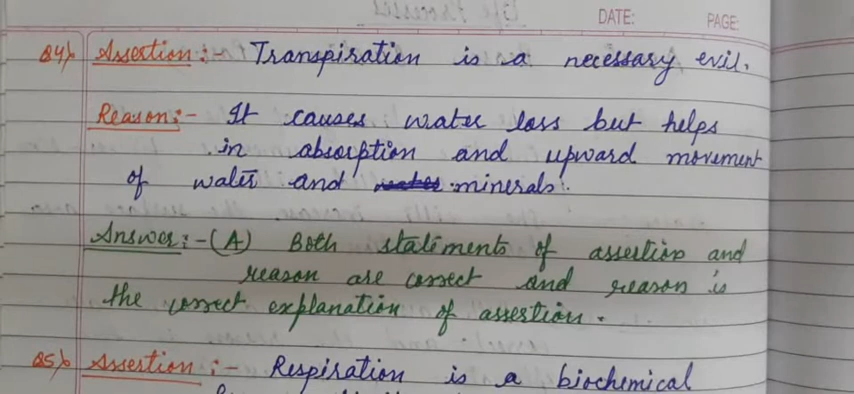 DATE: PAGE:
Q4) Assertion:- Transpiration is a necessary evil.
Reason:- It causes water loss but helps
in absorption and upward movement
of water and minerals.
Answer:-(A) Both statements of assertion and
reason are correct and reason is
the correct explanation of assertion.
Q5) Assertion:- Respiration is a biochemical